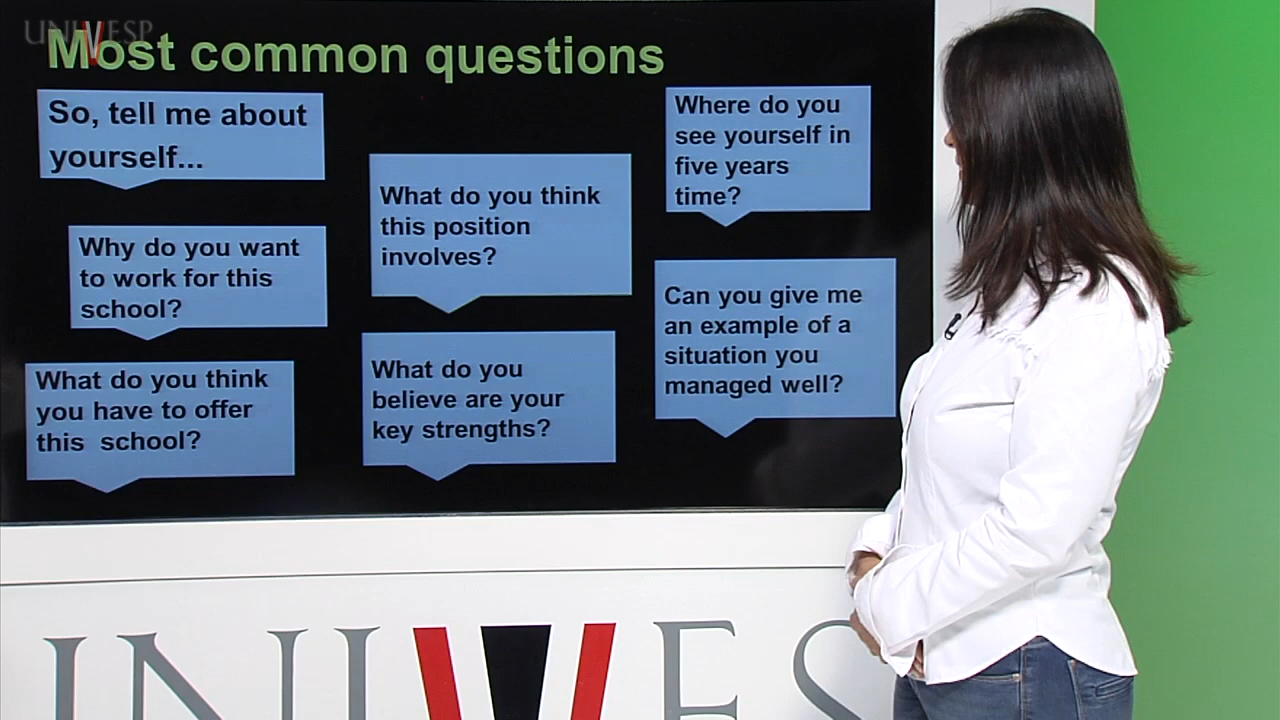 UNIVESP
Most common questions
So, tell me about
yourself...
Why do you want
to work for this
school?
What do you think
you have to offer
this school?
What do you think
this position
involves?
What do you
believe are your
key strengths?
Where do you
see yourself in
five years
time?
Can you give me
an example of a
situation you
managed well?
UNIVESP